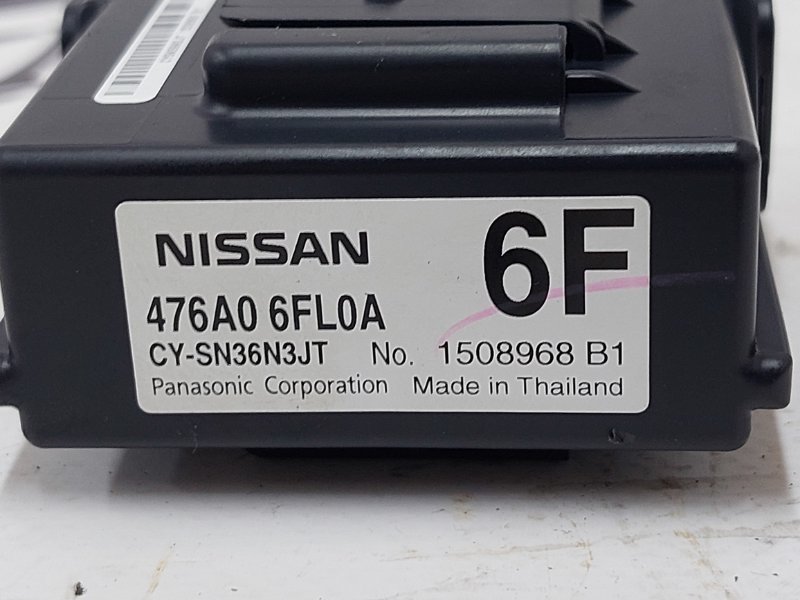 NISSAN
6F
476A0 6FL0A
CY-SN36N3JT No. 1508968 B1
Panasonic Corporation Made in Thailand